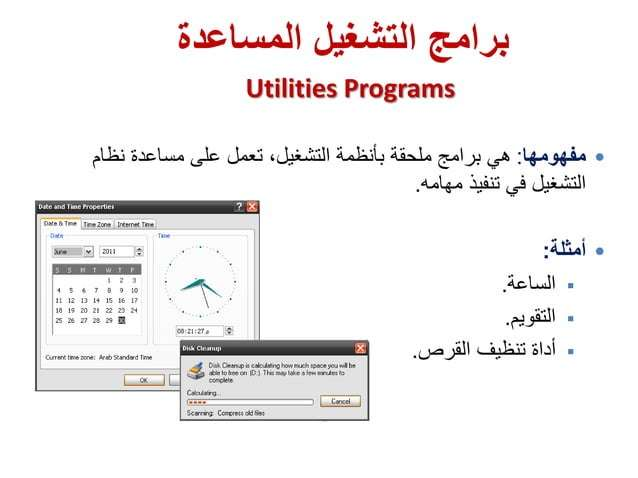 برامج التشغيل المساعدة
Utilities Programs
مفهومها: هي برامج ملحقة بأنظمة التشغيل، تعمل على مساعدة نظام
التشغيل في تنفيذ مهامه.
أمثلة:
الساعة.
التقويم.
أداة تنظيف القرص.
Date and Time Properties
Date & Time Time Zone Internet Time
Date Time
June 2011
S M T W T F S
1 2 3
4 5 6 7 8 9 10
11 12 13 14 15 16 17
18 19 20 21 22 23 24
25 26 27 28 29 30
08:21:27م
Current time zone: Arab Standard Time
OK
Disk Cleanup
Disk Cleanup is calculating how much space you will be
able to free on (D:). This may take a few minutes to
complete.
Calculating...
Cancel
Scanning: Compress old files